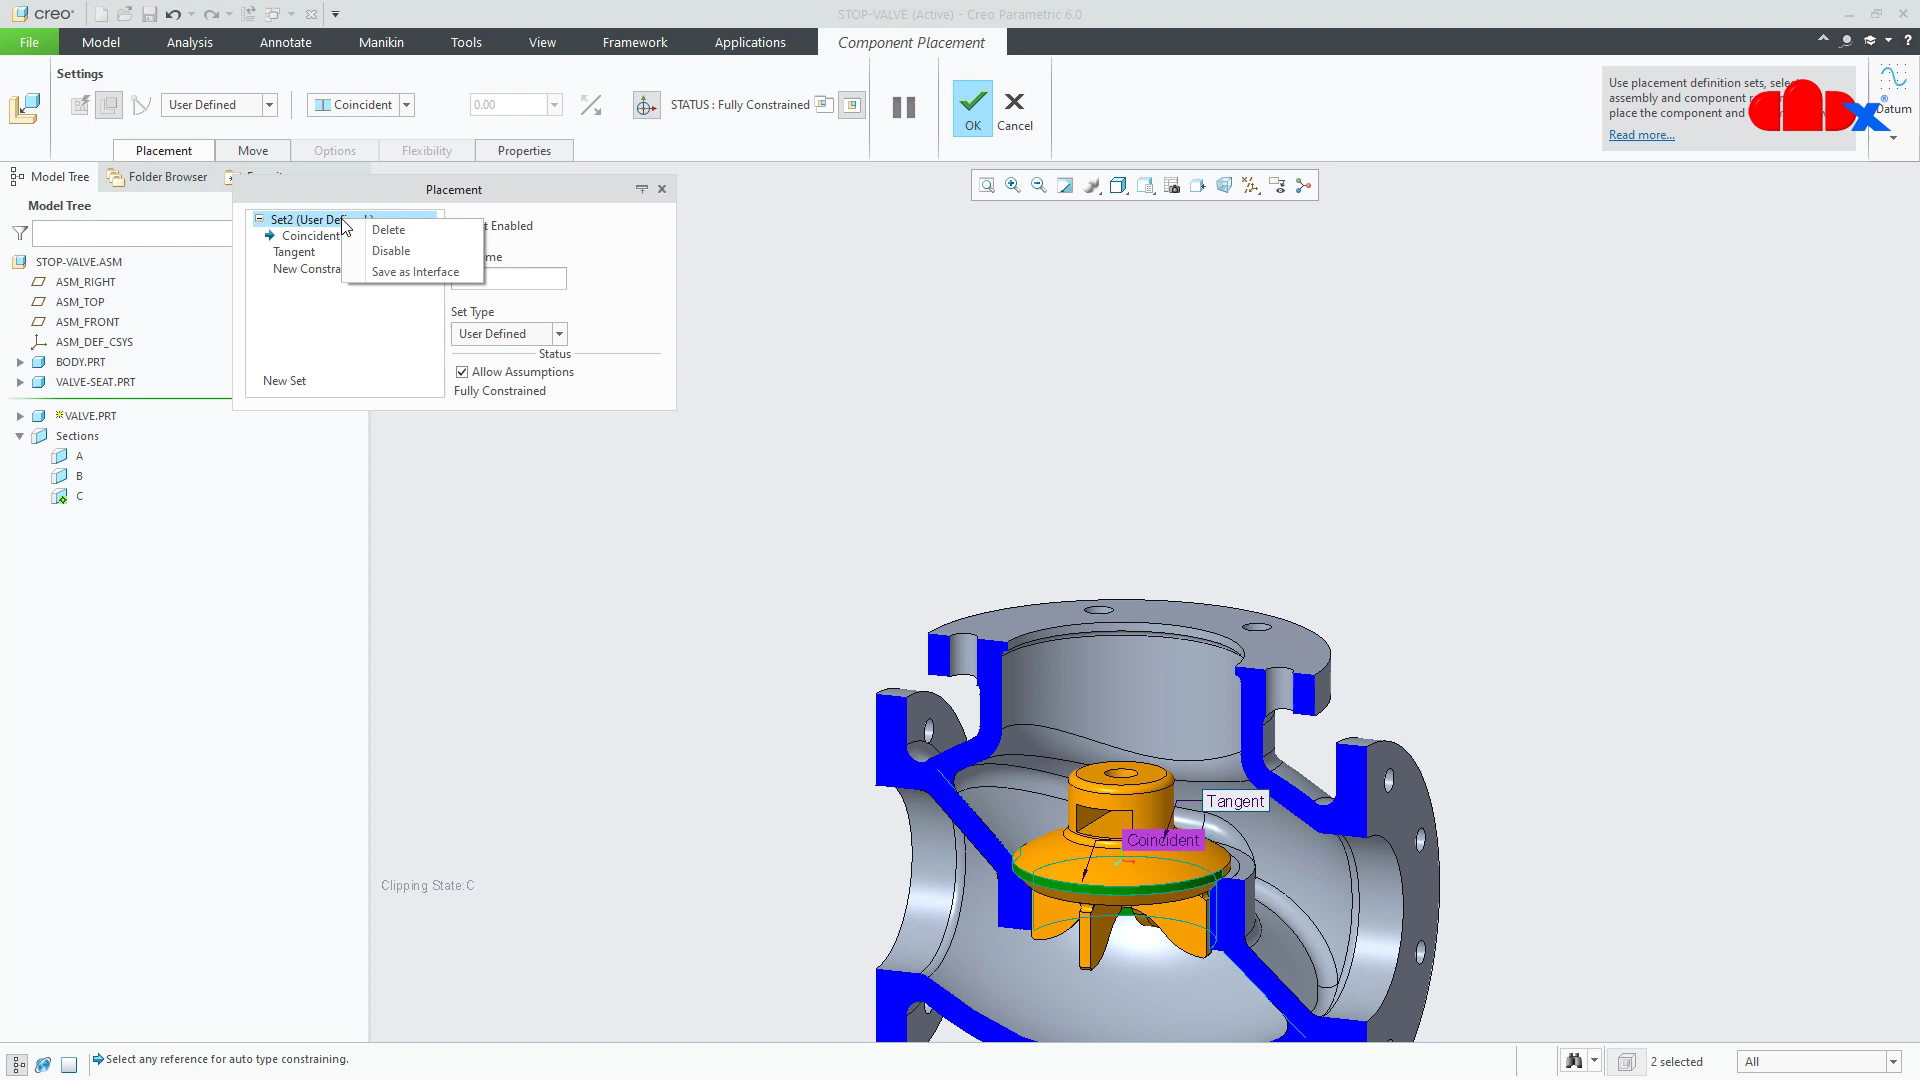 creo
STOP-VALVE (Active) - Creo Parametric 6.0
File
Model
Analysis
Annotate
Manikin
Tools
View
Framework
Applications
Component Placement
Settings
User Defined
Coincident
0.00
STATUS : Fully Constrained
OK
Cancel
Use placement definition sets,
assembly and component
place the component and
Read more...
Datum
Placement
Move
Options
Flexibility
Properties
Model Tree
Folder Browser
Placement
Model Tree
Set2 (User
Coincident
Tangent
New
Delete
Disable
Save as Interface
Enabled
Set Type
User Defined
Status
Allow Assumptions
Fully Constrained
New Set
STOP-VALVE.ASM
ASM_RIGHT
ASM_TOP
ASM_FRONT
ASM_DEF_CSYS
BODY.PRT
VALVE-SEAT.PRT
VALVE.PRT
Sections
A
B
C
Tangent
Coincident
Clipping State:C
Select any reference for auto type constraining.
2 selected
All